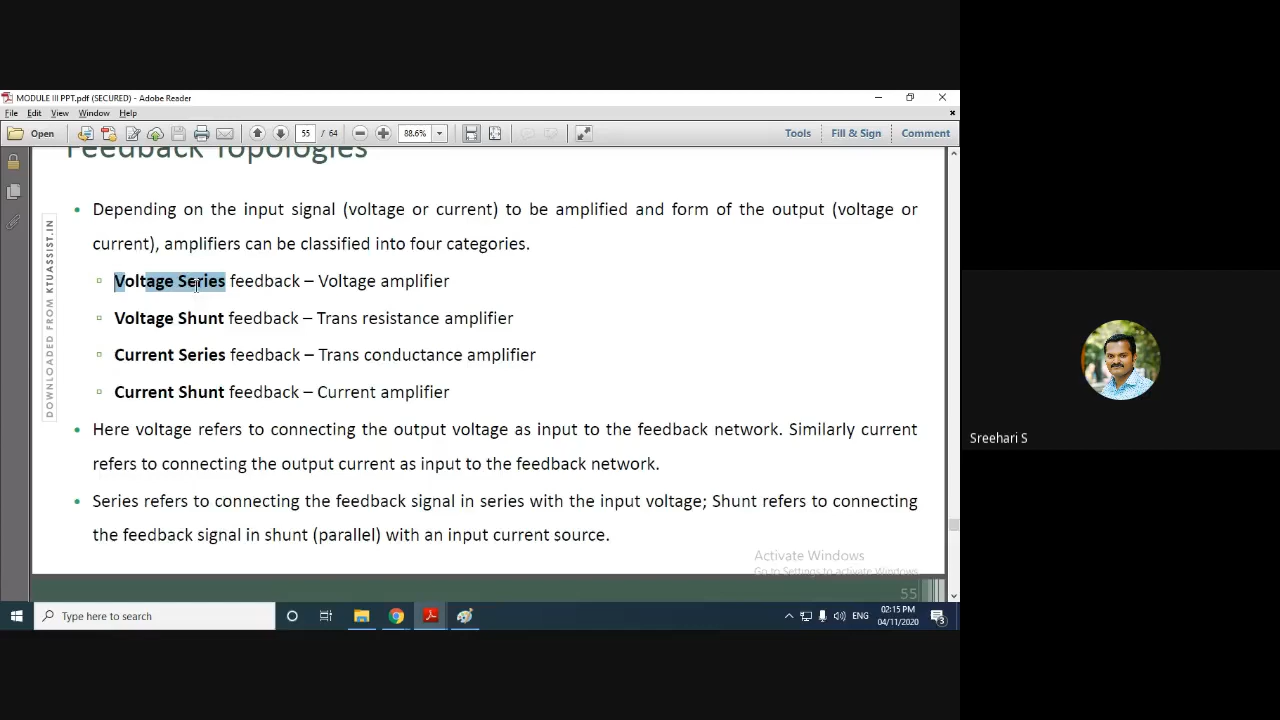 MODULE III PPT.pdf (SECURED) - Adobe Reader
File Edit View Window Help
Open 55 / 64 88.6% Tools Fill & Sign Comment
Feedback Topologies
• Depending on the input signal (voltage or current) to be amplified and form of the output (voltage or
current), amplifiers can be classified into four categories.
▫ Voltage Series feedback – Voltage amplifier
▫ Voltage Shunt feedback – Trans resistance amplifier
▫ Current Series feedback – Trans conductance amplifier
▫ Current Shunt feedback – Current amplifier
• Here voltage refers to connecting the output voltage as input to the feedback network. Similarly current
refers to connecting the output current as input to the feedback network.
• Series refers to connecting the feedback signal in series with the input voltage; Shunt refers to connecting
the feedback signal in shunt (parallel) with an input current source.
DOWNLOADED FROM KTUASSIST.IN
Activate Windows
Go to Settings to activate Windows
55
Type here to search
ENG
02:15 PM
04/11/2020
3
Sreehari S